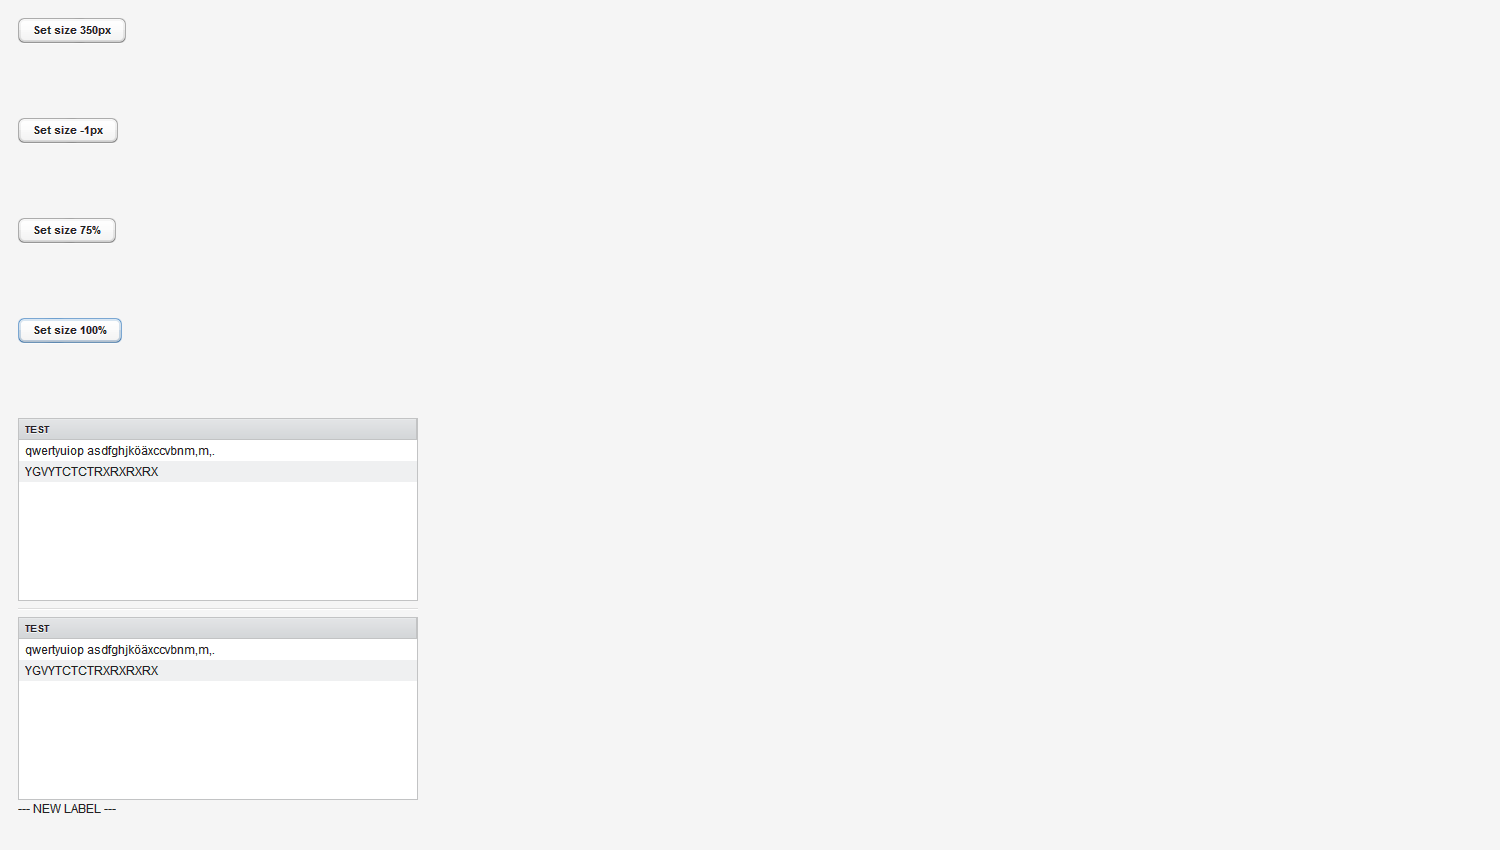 Set size 350px
Set size -1px
Set size 75%
Set size 100%
TEST
qwertyuiop asdfghjköäxccvbnm,m,.
YGVYTCTCTRXRXRXRX
TEST
qwertyuiop asdfghjköäxccvbnm,m,.
YGVYTCTCTRXRXRXRX
--- NEW LABEL ---